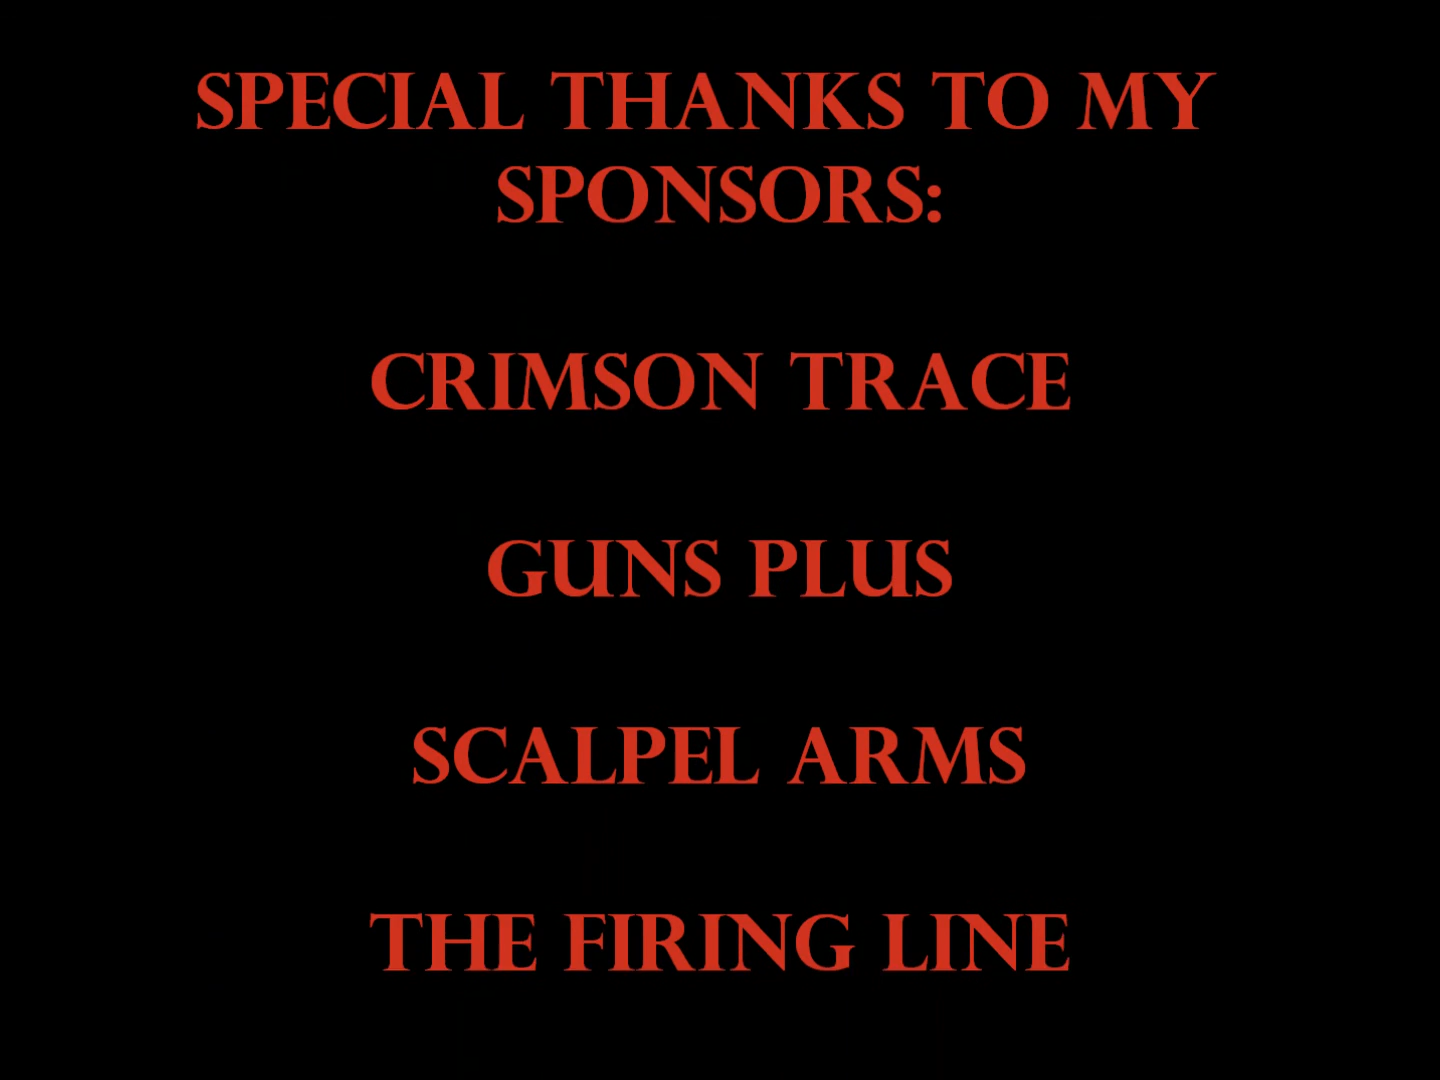 SPECIAL THANKS TO MY
SPONSORS:
CRIMSON TRACE
GUNS PLUS
SCALPEL ARMS
THE FIRING LINE